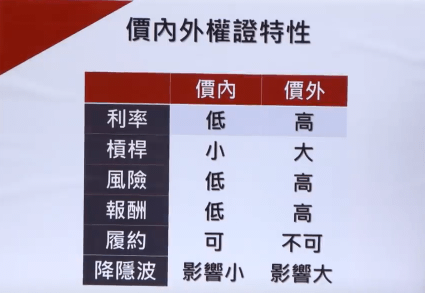 價內外權證特性
價內 價外
利率 低 高
槓桿 小 大
風險 低 高
報酬 低 高
履約 可 不可
降隱波 影響小 影響大